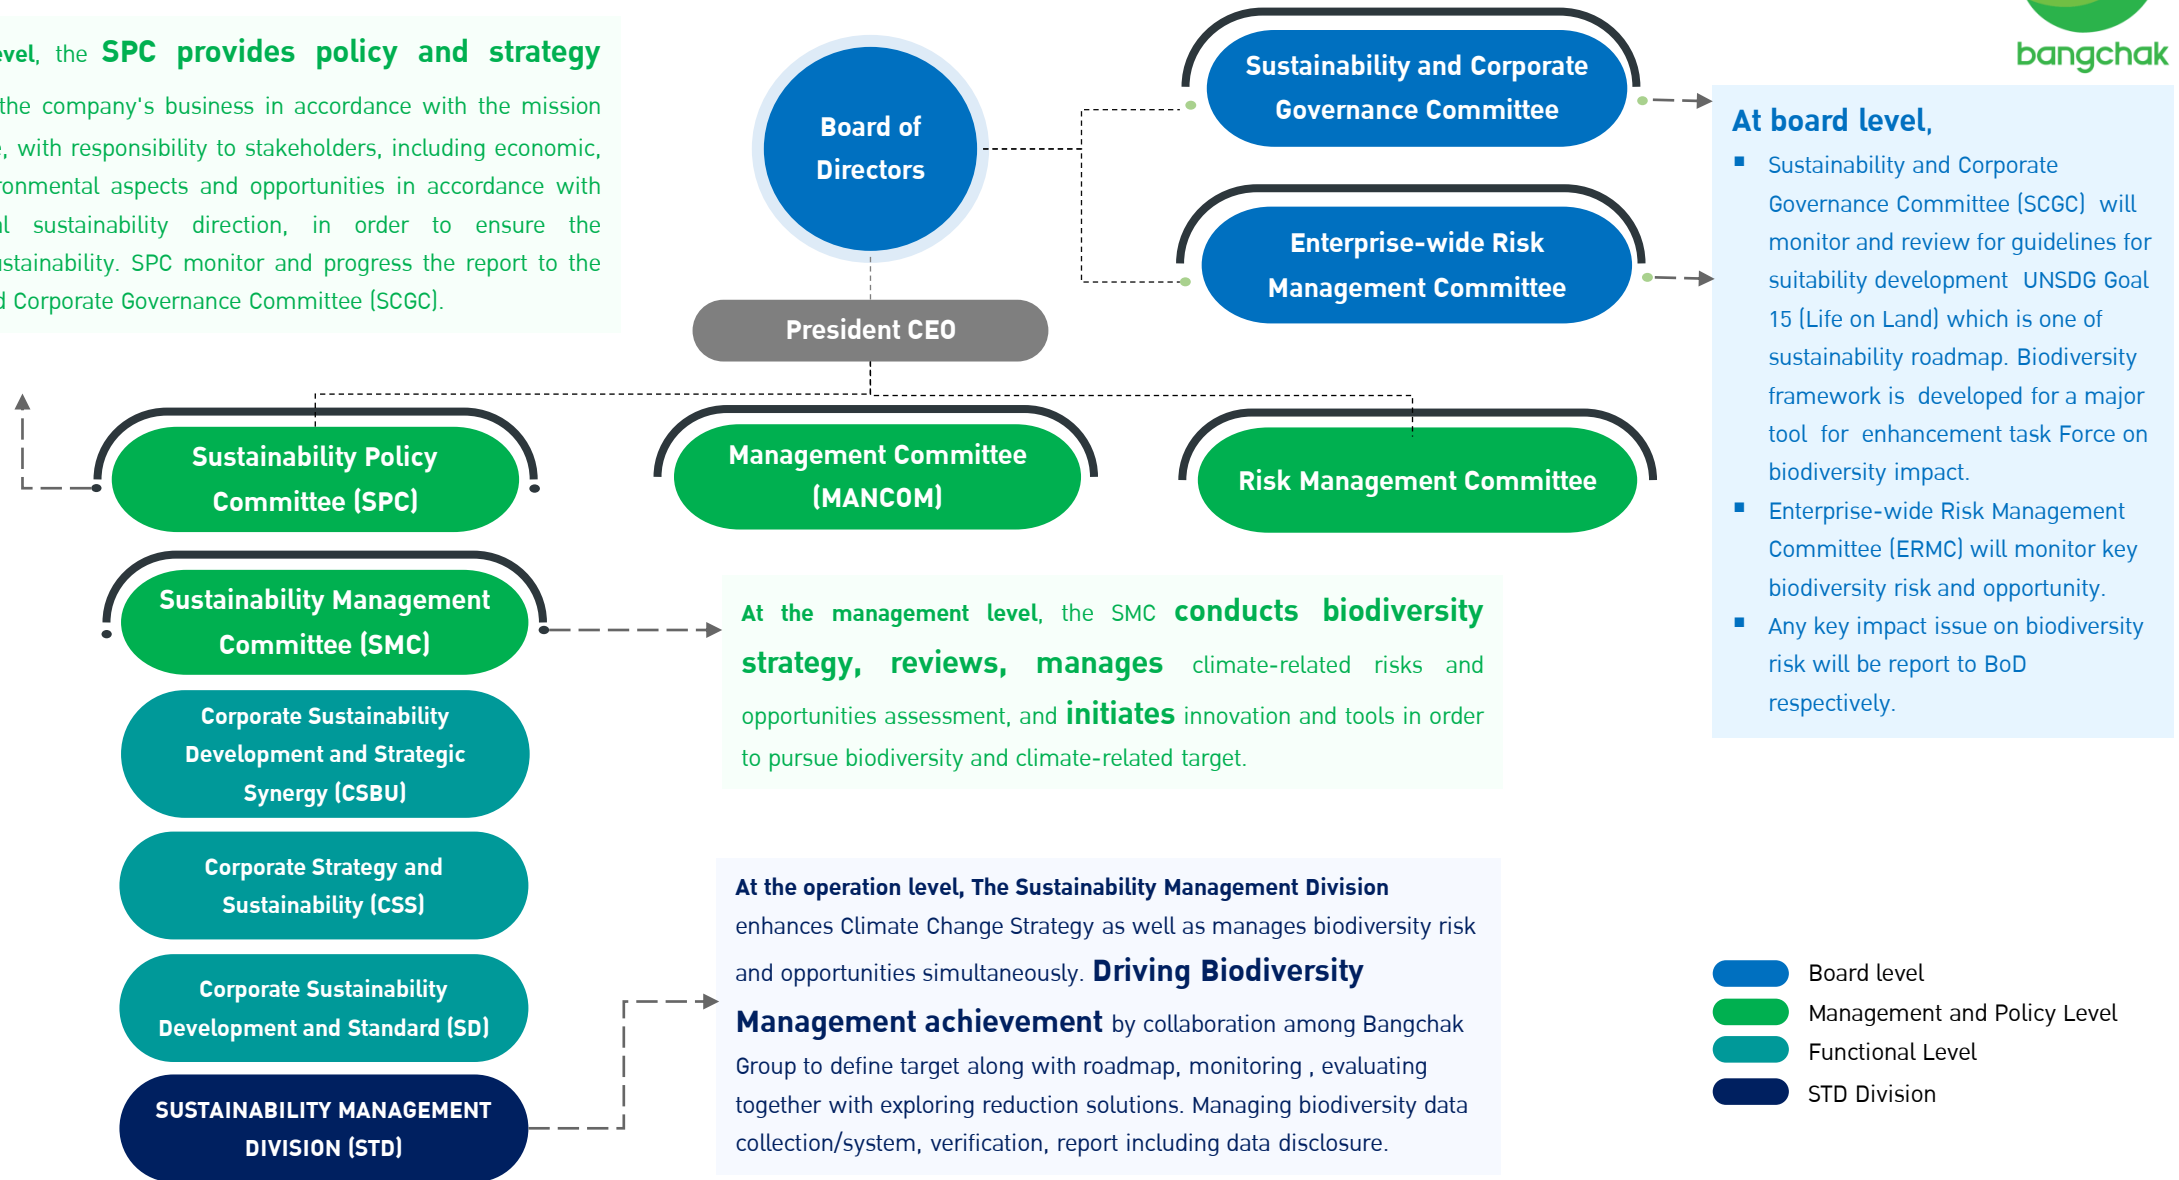 the SPC provides policy and strategy
the company's business in accordance with the mission
with responsibility to stakeholders, including economic,
aspects and opportunities in accordance with
sustainability direction, in order to ensure the
SPC monitor and progress the report to the
Corporate Governance Committee (SCGC).
bangchak
Board of
Directors
Sustainability and Corporate
Governance Committee
Enterprise-wide Risk
Management Committee
President CEO
At board level,
Sustainability and Corporate
Governance Committee (SCGC) will
monitor and review for guidelines for
suitability development UNSDG Goal
15 (Life on Land) which is one of
sustainability roadmap. Biodiversity
framework is developed for a major
tool for enhancement task Force on
biodiversity impact.
Enterprise-wide Risk Management
Committee (ERMC) will monitor key
biodiversity risk and opportunity.
Any key impact issue on biodiversity
risk will be report to BoD
respectively.
Sustainability Policy
Committee (SPC)
Management Committee
(MANCOM)
Risk Management Committee
Sustainability Management
Committee (SMC)
At the management level, the SMC conducts biodiversity
strategy, reviews, manages climate-related risks and
opportunities assessment, and initiates innovation and tools in order
to pursue biodiversity and climate-related target.
Corporate Sustainability
Development and Strategic
Synergy (CSBU)
Corporate Strategy and
Sustainability (CSS)
Corporate Sustainability
Development and Standard (SD)
SUSTAINABILITY MANAGEMENT
DIVISION (STD)
At the operation level, The Sustainability Management Division
enhances Climate Change Strategy as well as manages biodiversity risk
and opportunities simultaneously. Driving Biodiversity
Management achievement by collaboration among Bangchak
Group to define target along with roadmap, monitoring , evaluating
together with exploring reduction solutions. Managing biodiversity data
collection/system, verification, report including data disclosure.
Board level
Management and Policy Level
Functional Level
STD Division